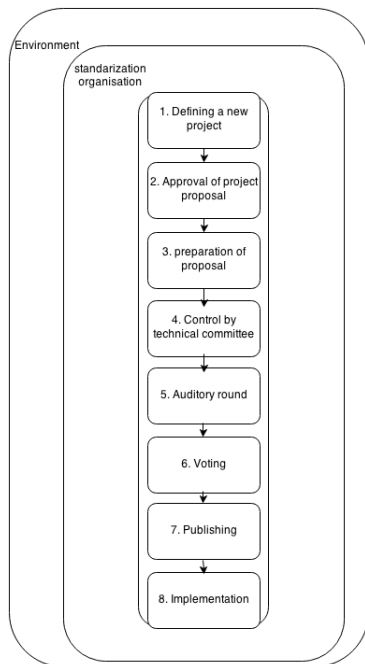 Environment
standarization
organisation
1. Defining a new
project
2. Approval of project
proposal
3. preparation of
proposal
4. Control by
technical committee
5. Auditory round
6. Voting
7. Publishing
8. Implementation